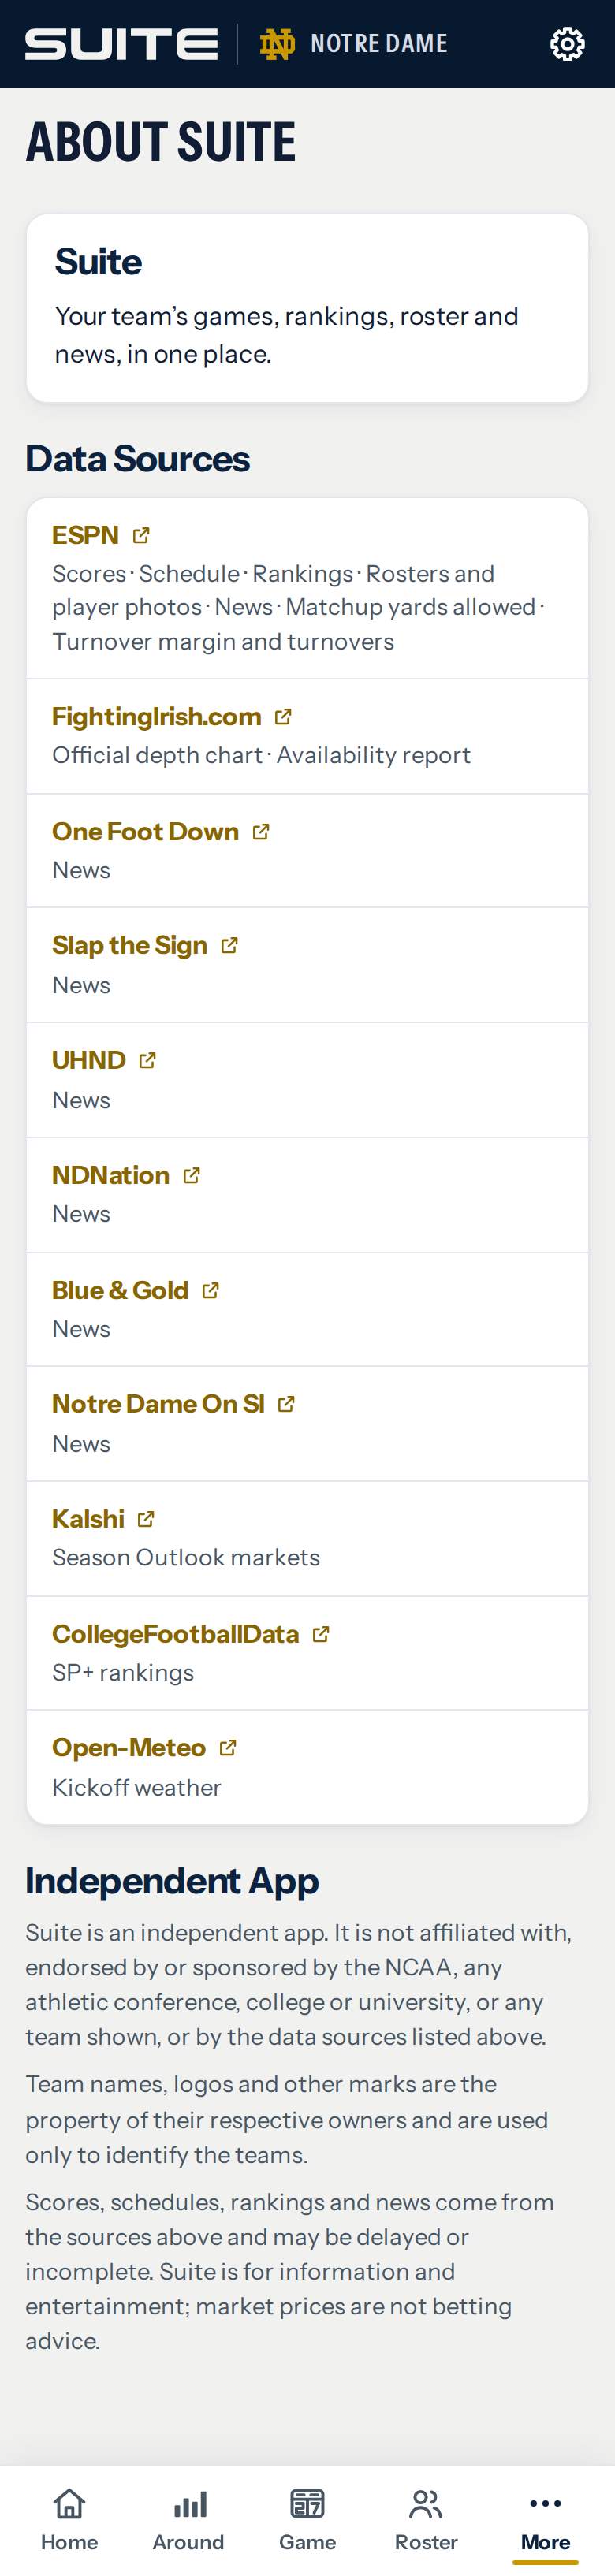 SUITE
NOTRE DAME
ABOUT SUITE
Suite
Your team’s games, rankings, roster and
news, in one place.
Data Sources
ESPN
Scores · Schedule · Rankings · Rosters and
player photos · News · Matchup yards allowed ·
Turnover margin and turnovers
FightingIrish.com
Official depth chart · Availability report
One Foot Down
News
Slap the Sign
News
UHND
News
NDNation
News
Blue & Gold
News
Notre Dame On SI
News
Kalshi
Season Outlook markets
CollegeFootballData
SP+ rankings
Open-Meteo
Kickoff weather
Independent App
Suite is an independent app. It is not affiliated with,
endorsed by or sponsored by the NCAA, any
athletic conference, college or university, or any
team shown, or by the data sources listed above.
Team names, logos and other marks are the
property of their respective owners and are used
only to identify the teams.
Scores, schedules, rankings and news come from
the sources above and may be delayed or
incomplete. Suite is for information and
entertainment; market prices are not betting
advice.
Home
Around
Game
Roster
More